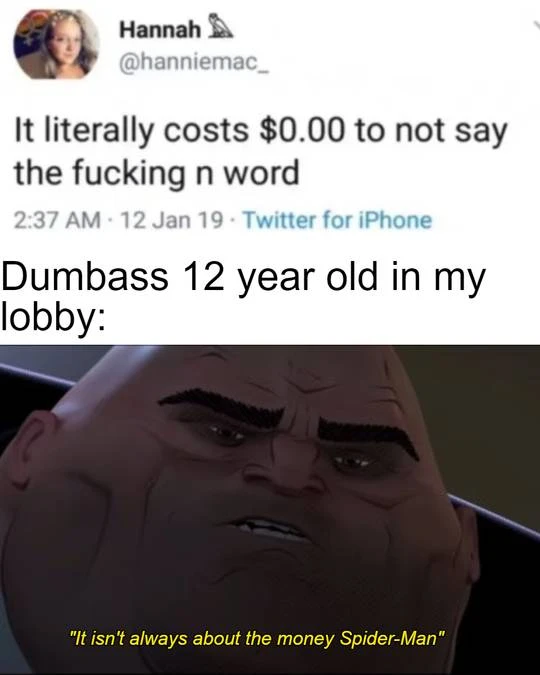 Hannah
@hanniemac_
It literally costs $0.00 to not say
the fucking n word
2:37 AM · 12 Jan 19 · Twitter for iPhone
Dumbass 12 year old in my
lobby:
"It isn't always about the money Spider-Man"